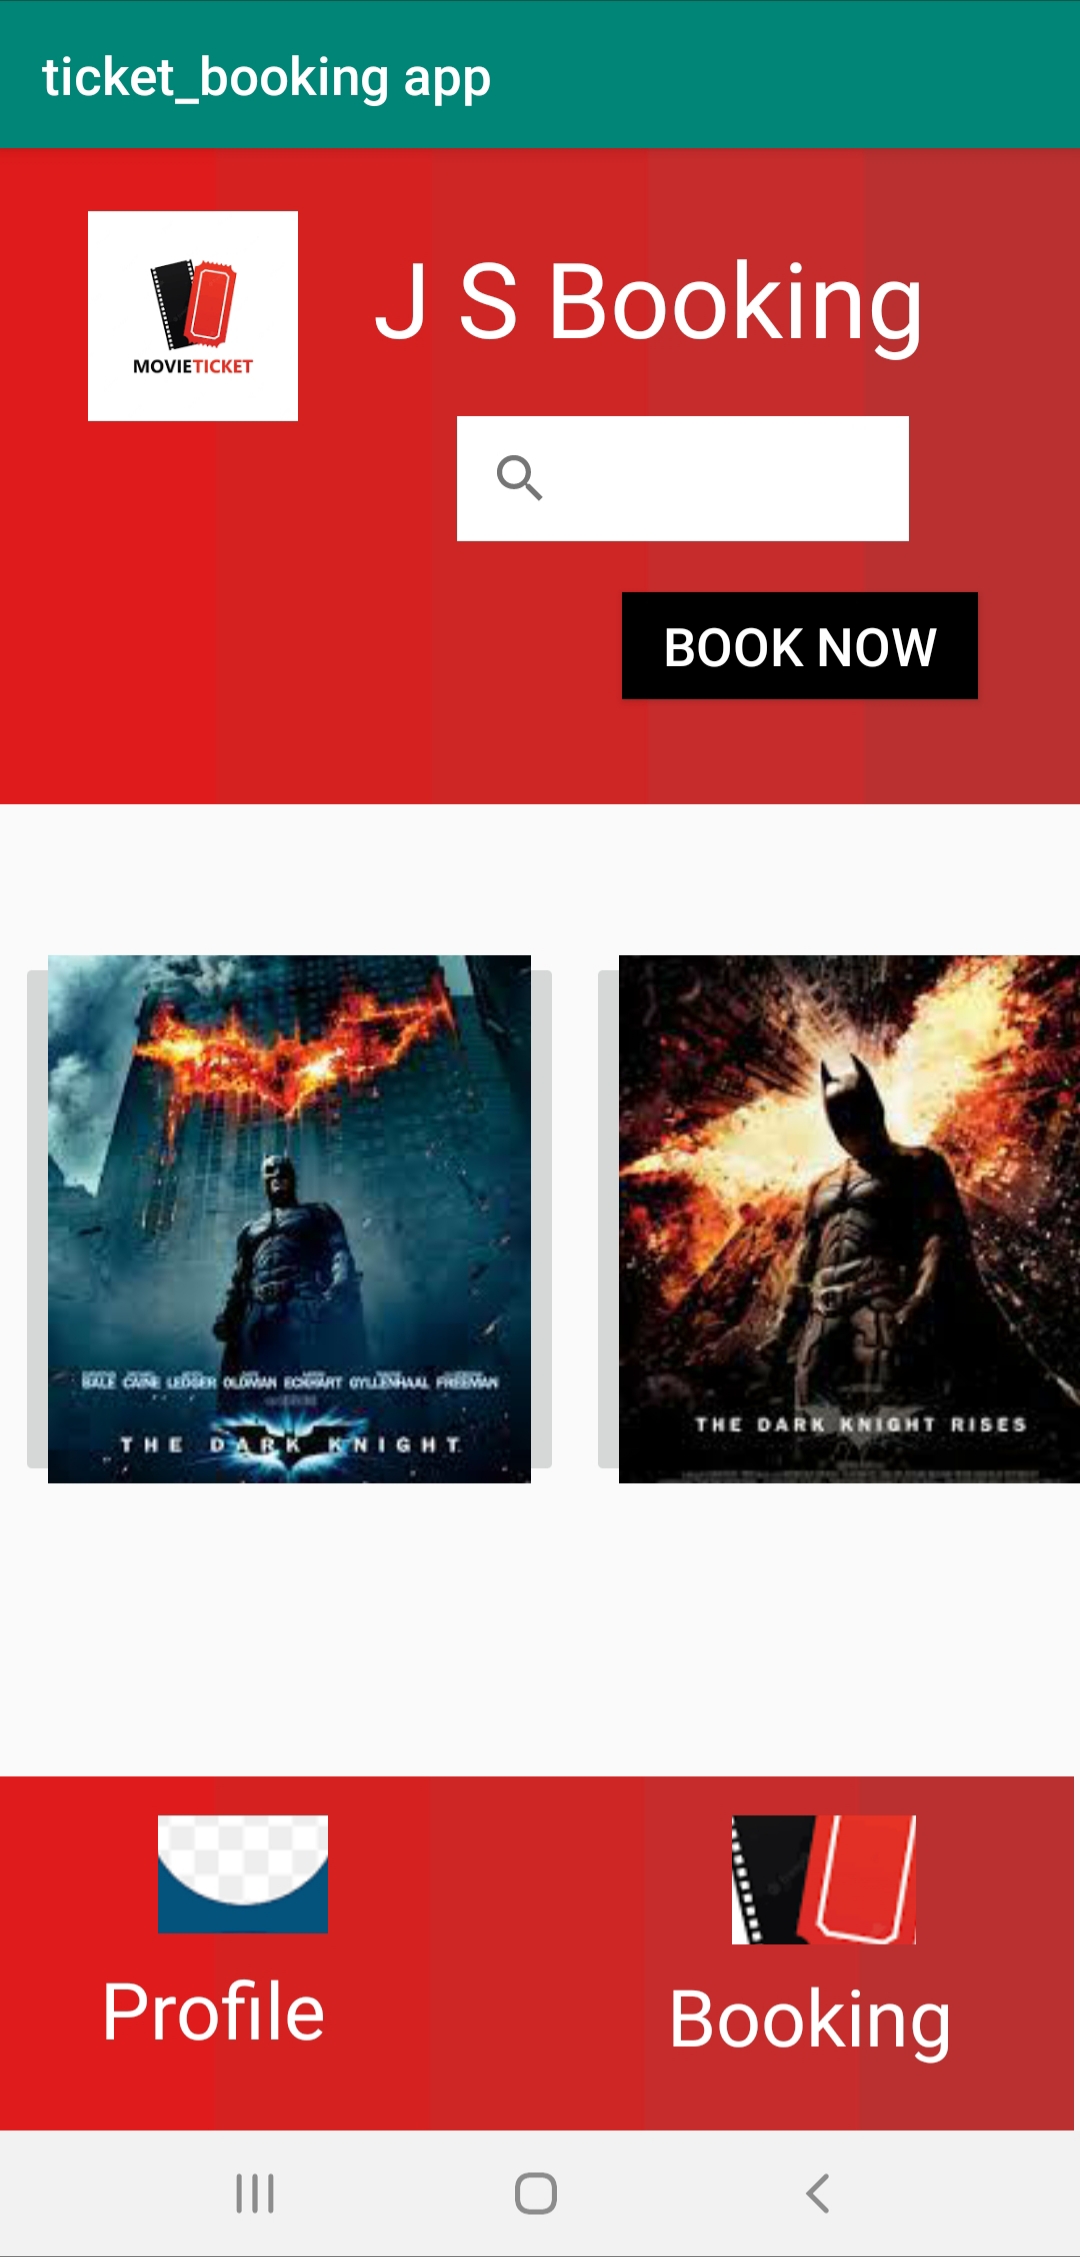 ticket_booking app
J S Booking
MOVIETICKET
BOOK NOW
BALE CAINE LEDGER OLDMAN ECKHART GYLLENHAAL FREEMAN
THE DARK KNIGHT
THE DARK KNIGHT RISES
Profile
Booking